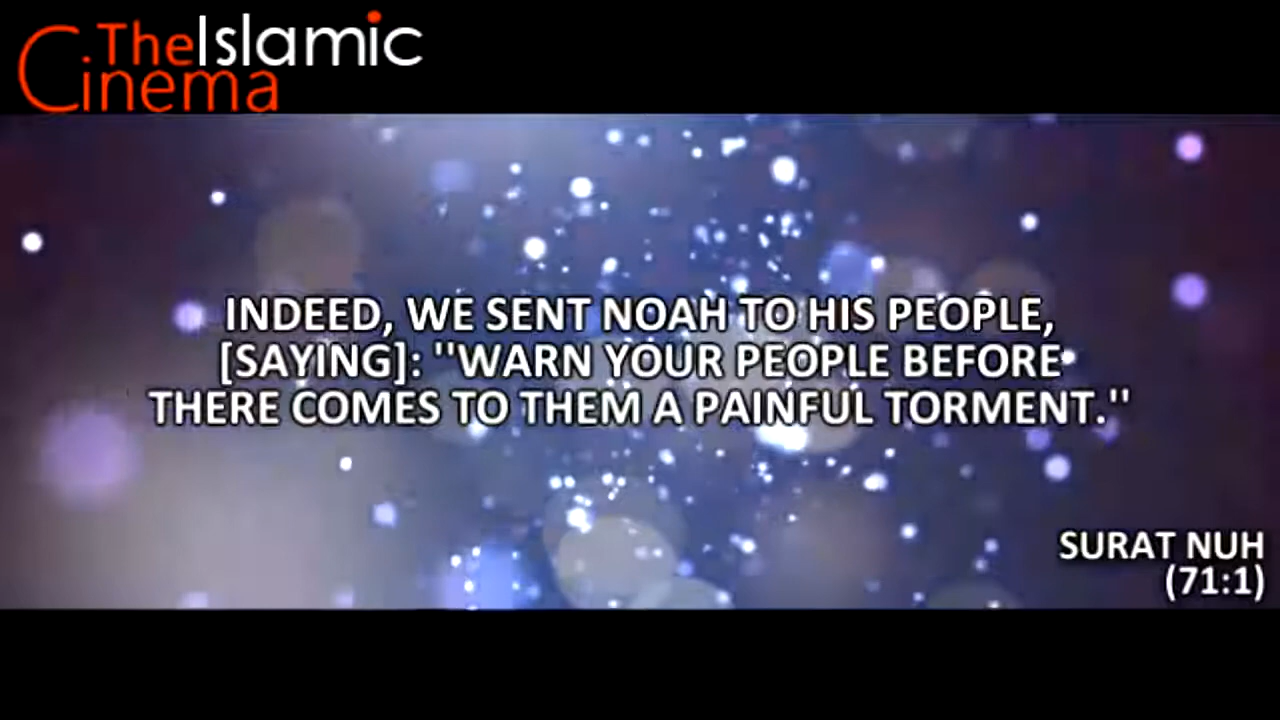 TheIslamic
Cinema
INDEED, WE SENT NOAH TO HIS PEOPLE,
[SAYING]: ''WARN YOUR PEOPLE BEFORE
THERE COMES TO THEM A PAINFUL TORMENT.''
SURAT NUH
(71:1)